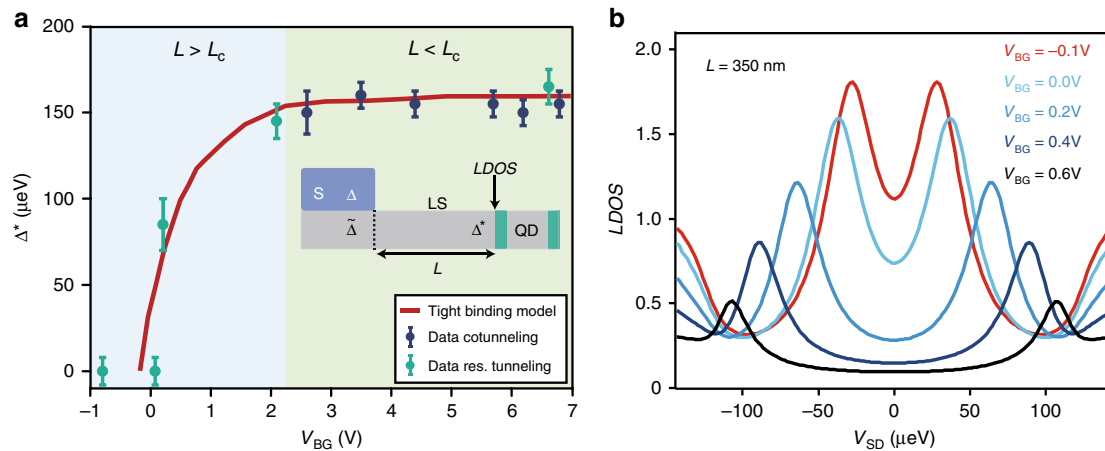 a
L > Lc
L < Lc
200
150
100
50
0
Δ* (µeV)
LDOS
S Δ
LS
Δ̃
Δ*
QD
L
Tight binding model
Data cotunneling
Data res. tunneling
−1 0 1 2 3 4 5 6 7
VBG (V)
b
L = 350 nm
VBG = −0.1V
VBG = 0.0V
VBG = 0.2V
VBG = 0.4V
VBG = 0.6V
2.0
1.5
1.0
0.5
0
LDOS
−100 −50 0 50 100
VSD (µeV)